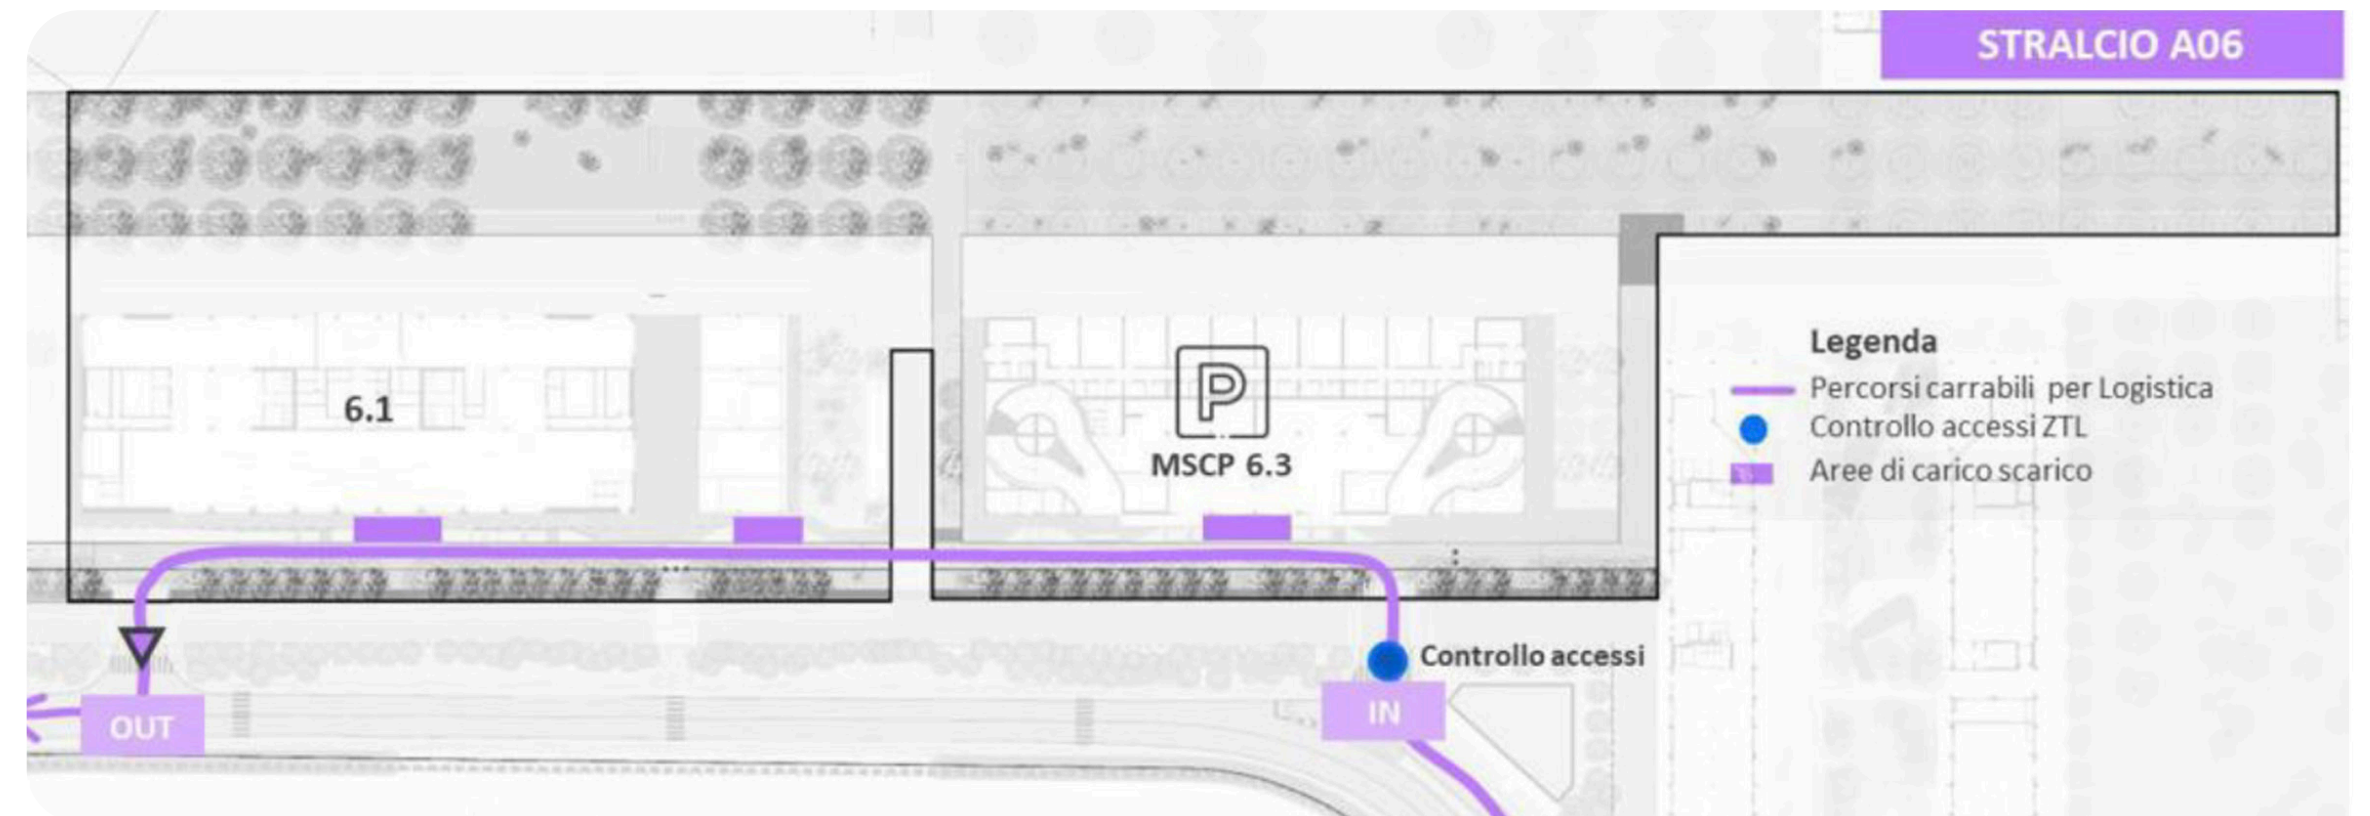 STRALCIO A06
Legenda
Percorsi carrabili per Logistica
Controllo accessi ZTL
Aree di carico scarico
6.1
P
MSCP 6.3
Controllo accessi
OUT
IN